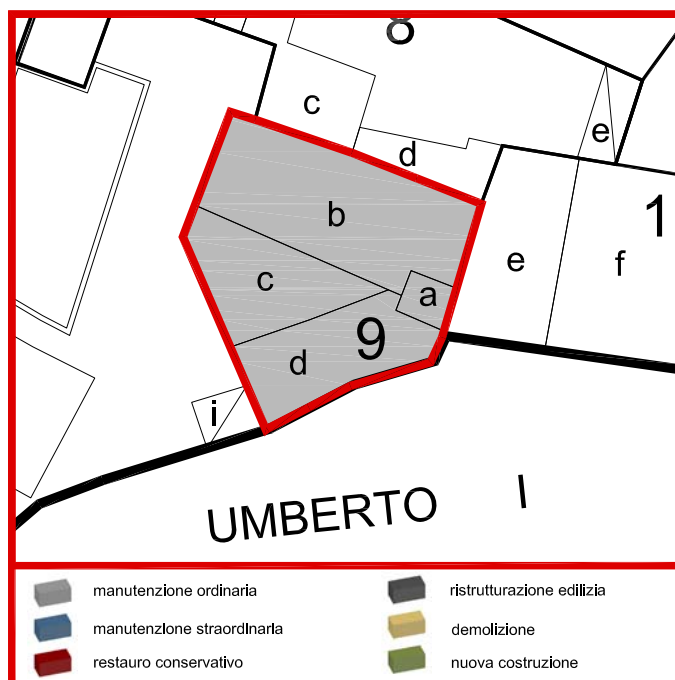 8
c
e
d
b
1
e
f
c
a
9
d
i
UMBERTO I
manutenzione ordinaria
ristrutturazione edilizia
manutenzione straordinaria
demolizione
restauro conservativo
nuova costruzione